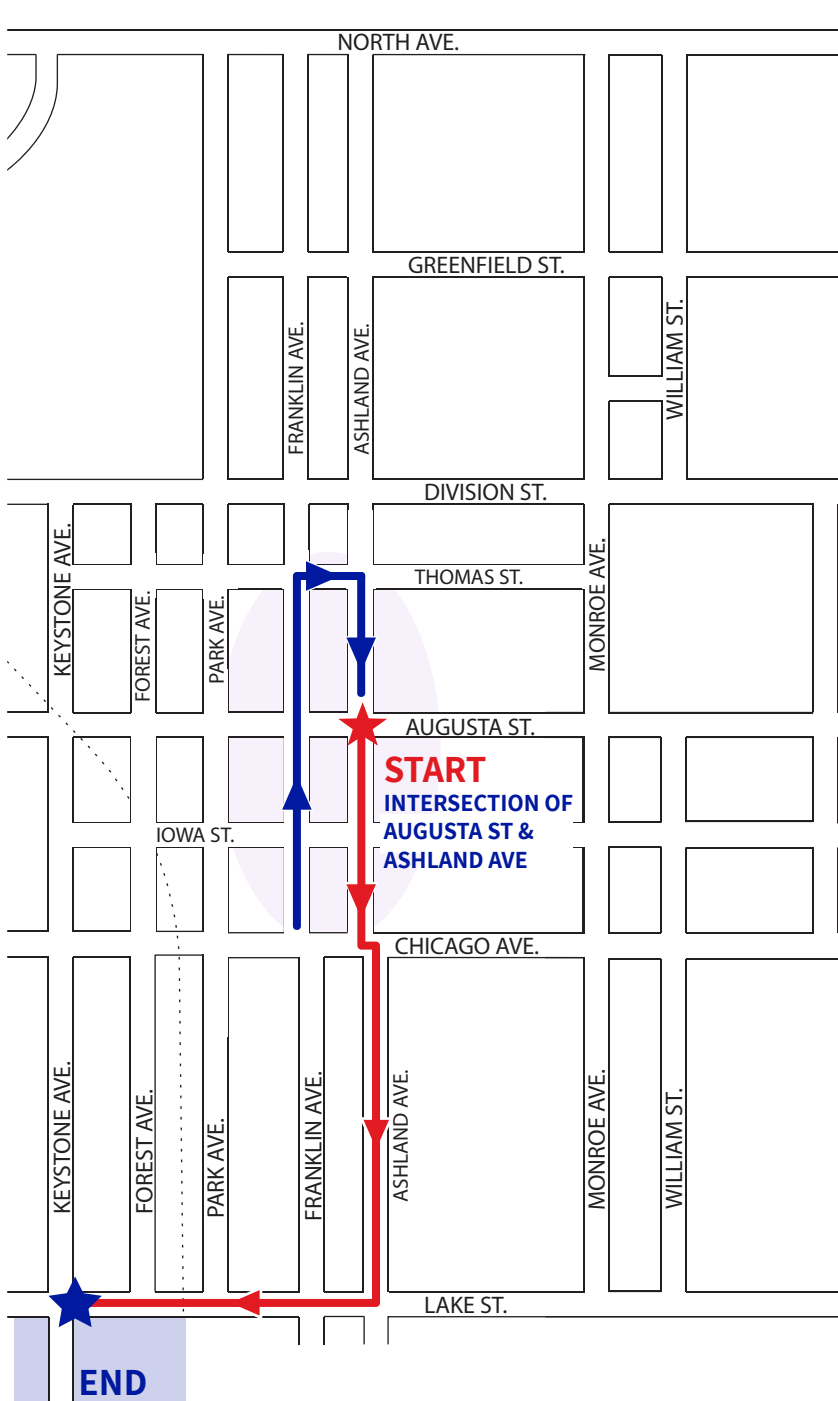 NORTH AVE.
GREENFIELD ST.
FRANKLIN AVE.
ASHLAND AVE.
WILLIAM ST.
DIVISION ST.
KEYSTONE AVE.
FOREST AVE.
PARK AVE.
THOMAS ST.
MONROE AVE.
AUGUSTA ST.
START
INTERSECTION OF
AUGUSTA ST &
ASHLAND AVE
IOWA ST.
CHICAGO AVE.
KEYSTONE AVE.
FOREST AVE.
PARK AVE.
FRANKLIN AVE.
ASHLAND AVE.
MONROE AVE.
WILLIAM ST.
LAKE ST.
END